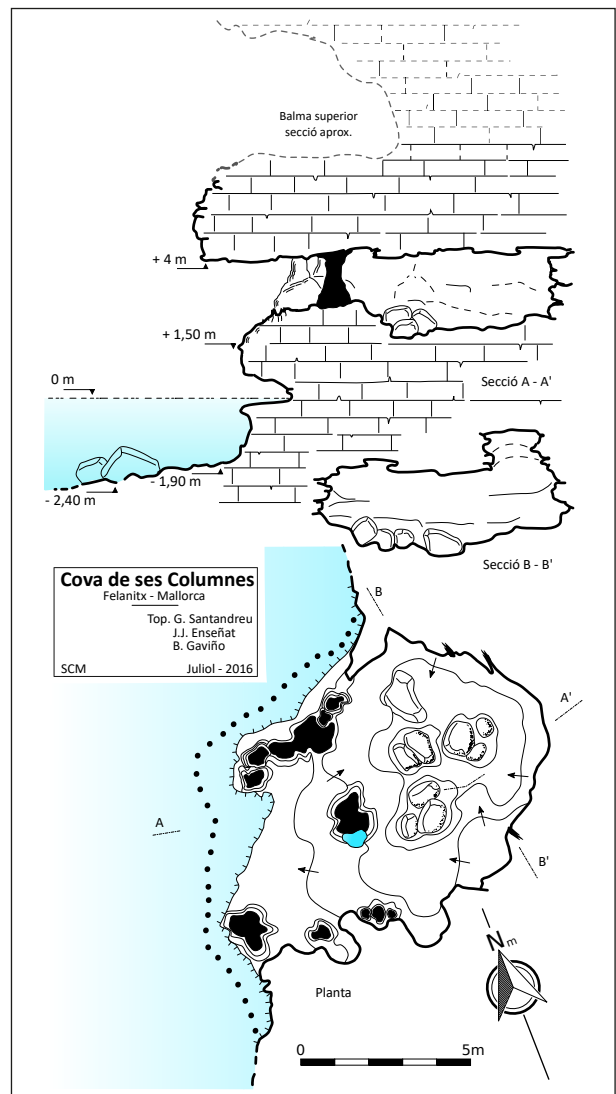 Balma superior
secció aprox.
+ 4 m
+ 1,50 m
0 m
Secció A - A'
- 1,90 m
- 2,40 m
Secció B - B'
Cova de ses Columnes
Felanitx - Mallorca
Top. G. Santandreu
J.J. Enseñat
B. Gaviño
SCM Juliol - 2016
B
A'
A
B'
N m
Planta
0 5m